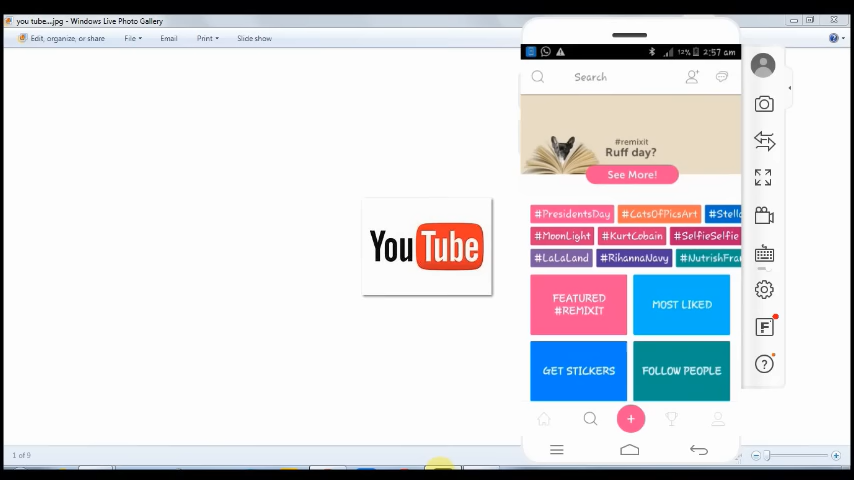 you tube...jpg - Windows Live Photo Gallery
Edit, organize, or share File Email Print Slide show
12% 2:57 am
Search
#remixit
Ruff day?
See More!
#PresidentsDay #CatsOfPicsArt
#MoonLight #KurtCobain #SelfieSelfie
#LaLaLand #RihannaNavy #NutrishFran
YouTube
FEATURED #REMIXIT
MOST LIKED
GET STICKERS
FOLLOW PEOPLE
1 of 9